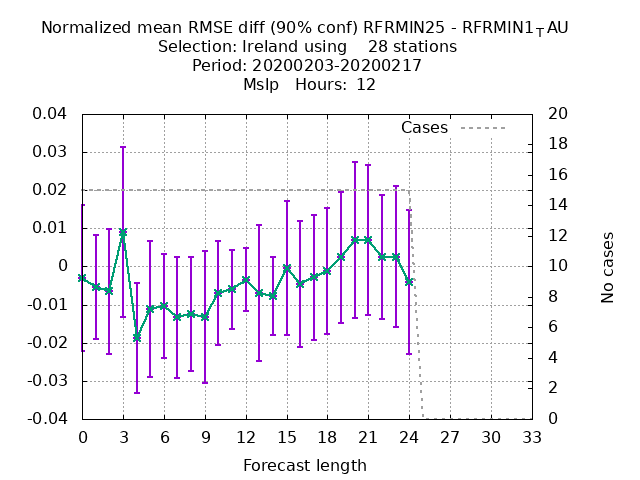 Normalized mean RMSE diff (90% conf) RFRMIN25 - RFRMIN1_TAU
Selection: Ireland using 28 stations
Period: 20200203-20200217
Mslp Hours: 12
Cases
0.04
0.03
0.02
0.01
0
-0.01
-0.02
-0.03
-0.04
20
18
16
14
12
10
8
6
4
2
0
No cases
0 3 6 9 12 15 18 21 24 27 30 33
Forecast length